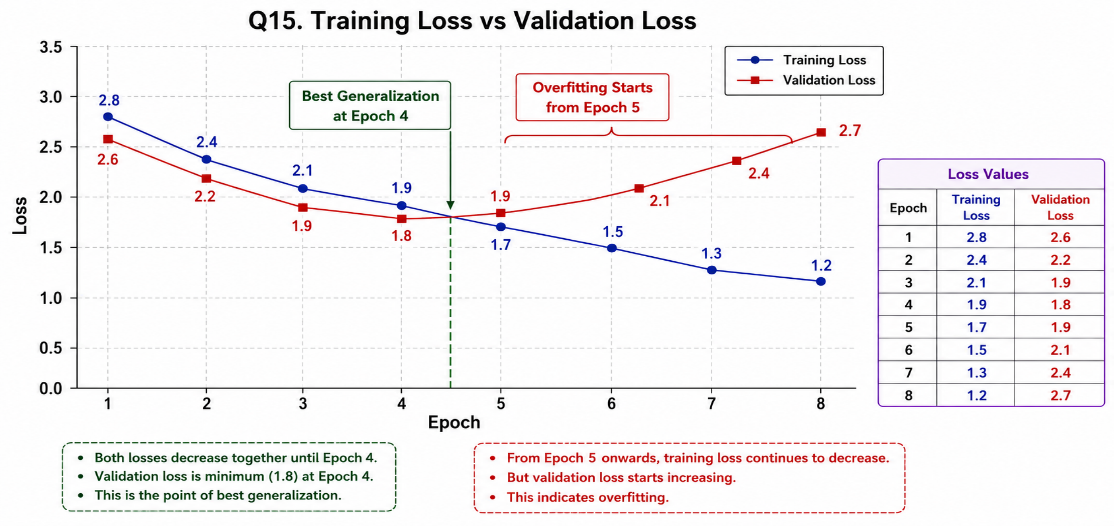 Q15. Training Loss vs Validation Loss
Training Loss
Validation Loss
Best Generalization
at Epoch 4
Overfitting Starts
from Epoch 5
Loss
3.5
3.0
2.5
2.0
1.5
1.0
0.5
0.0
2.8
2.4
2.1
1.9
1.7
1.5
1.3
1.2
2.6
2.2
1.9
1.8
1.9
2.1
2.4
2.7
1 2 3 4 5 6 7 8
Epoch
Loss Values
Epoch Training Loss Validation Loss
1 2.8 2.6
2 2.4 2.2
3 2.1 1.9
4 1.9 1.8
5 1.7 1.9
6 1.5 2.1
7 1.3 2.4
8 1.2 2.7
• Both losses decrease together until Epoch 4.
• Validation loss is minimum (1.8) at Epoch 4.
• This is the point of best generalization.
• From Epoch 5 onwards, training loss continues to decrease.
• But validation loss starts increasing.
• This indicates overfitting.